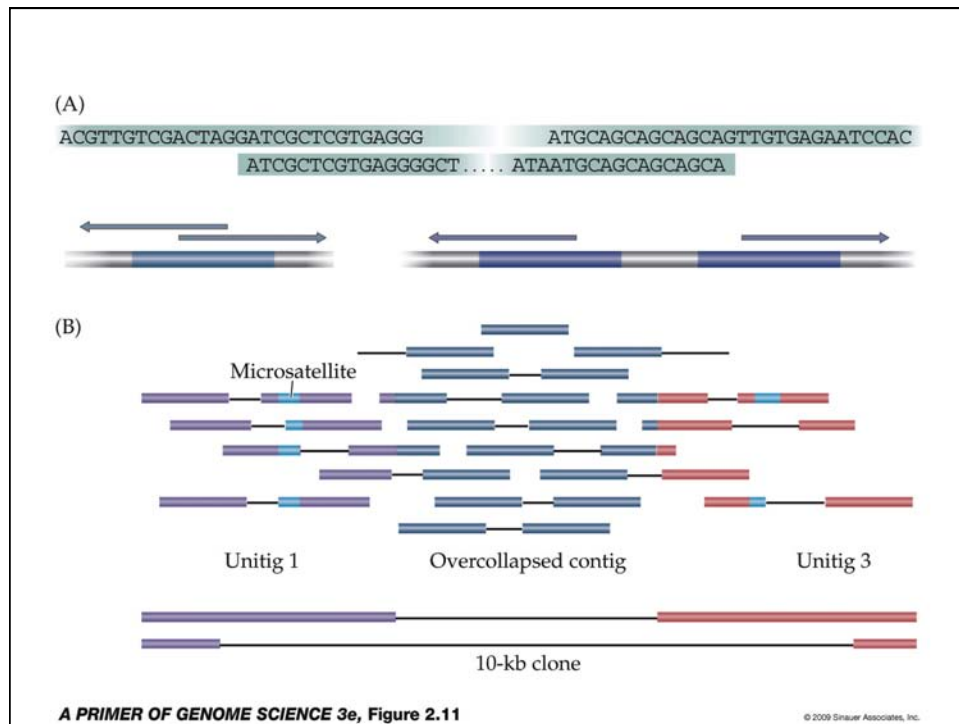 (A)
ACGTTGTCGACTAGGATCGCTCGTGAGGG ATGCAGCAGCAGCAGTTGTGAGAATCCAC
ATCGCTCGTGAGGGGCT.....ATAATGCAGCAGCAGCA
(B)
Microsatellite
Unitig 1 Overcollapsed contig Unitig 3
10-kb clone
A PRIMER OF GENOME SCIENCE 3e, Figure 2.11 © 2009 Sinauer Associates, Inc.